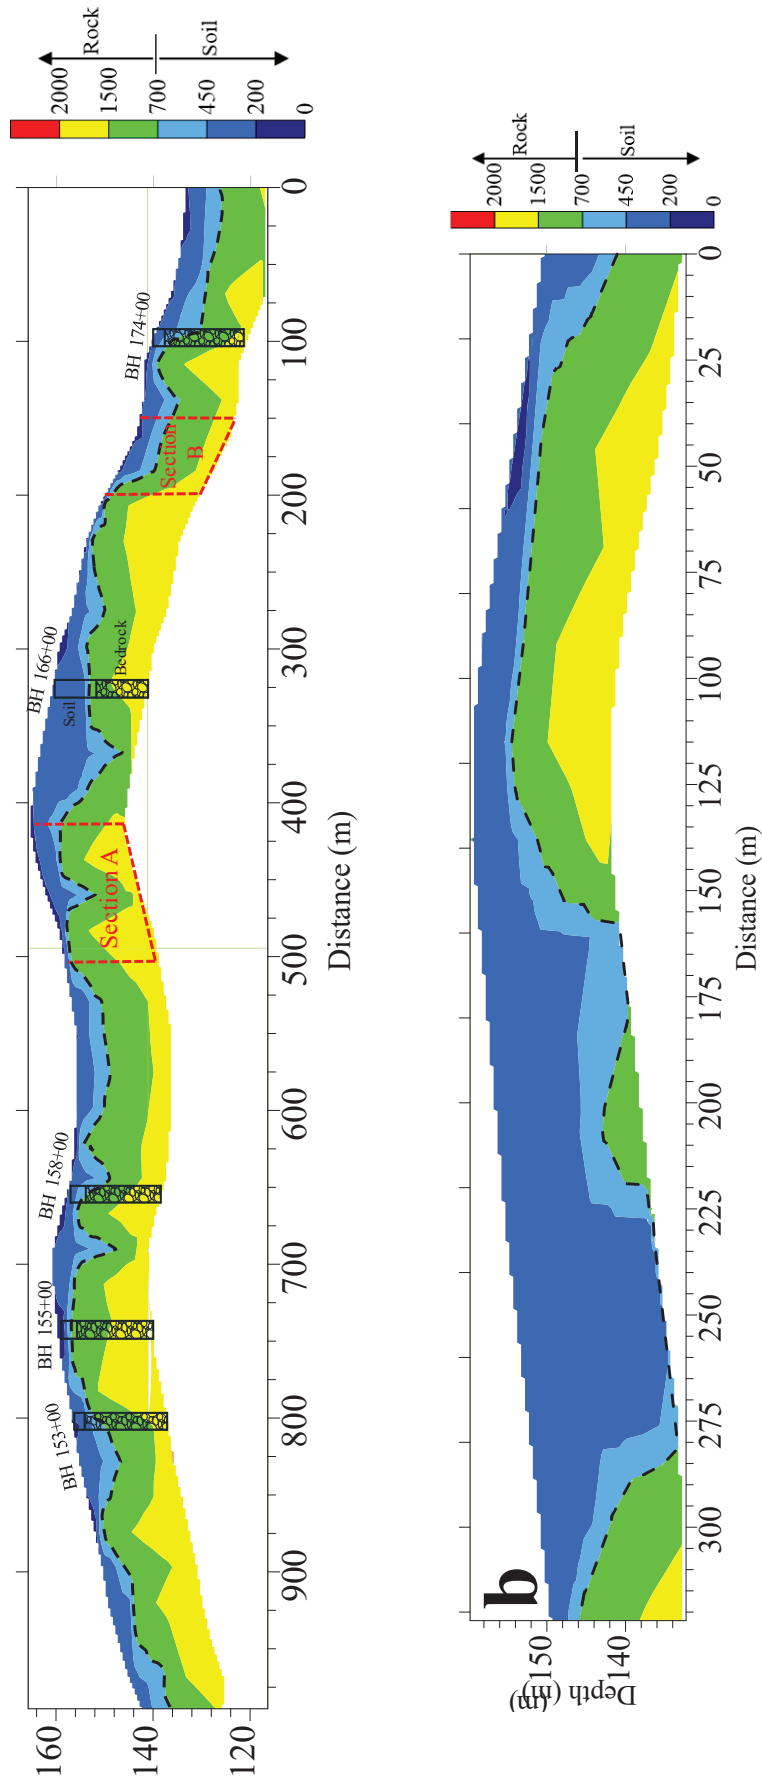 Rock
Soil
2000
1500
700
450
200
0
BH 153+00
BH 155+00
BH 158+00
BH 166+00
BH 174+00
Soil
Bedrock
Section A
Section
B
160
140
120
900
800
700
600
500
400
300
200
100
0
Distance (m)
Rock
Soil
2000
1500
700
450
200
0
b
150
140
(m)
Depth (m)
300
275
250
225
200
175
150
125
100
75
50
25
0
Distance (m)